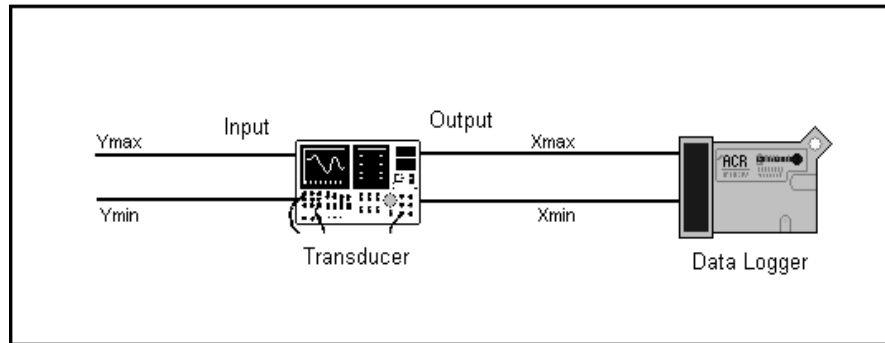 Ymax
Input
Output
Xmax
Ymin
Xmin
Transducer
ACR
Data Logger